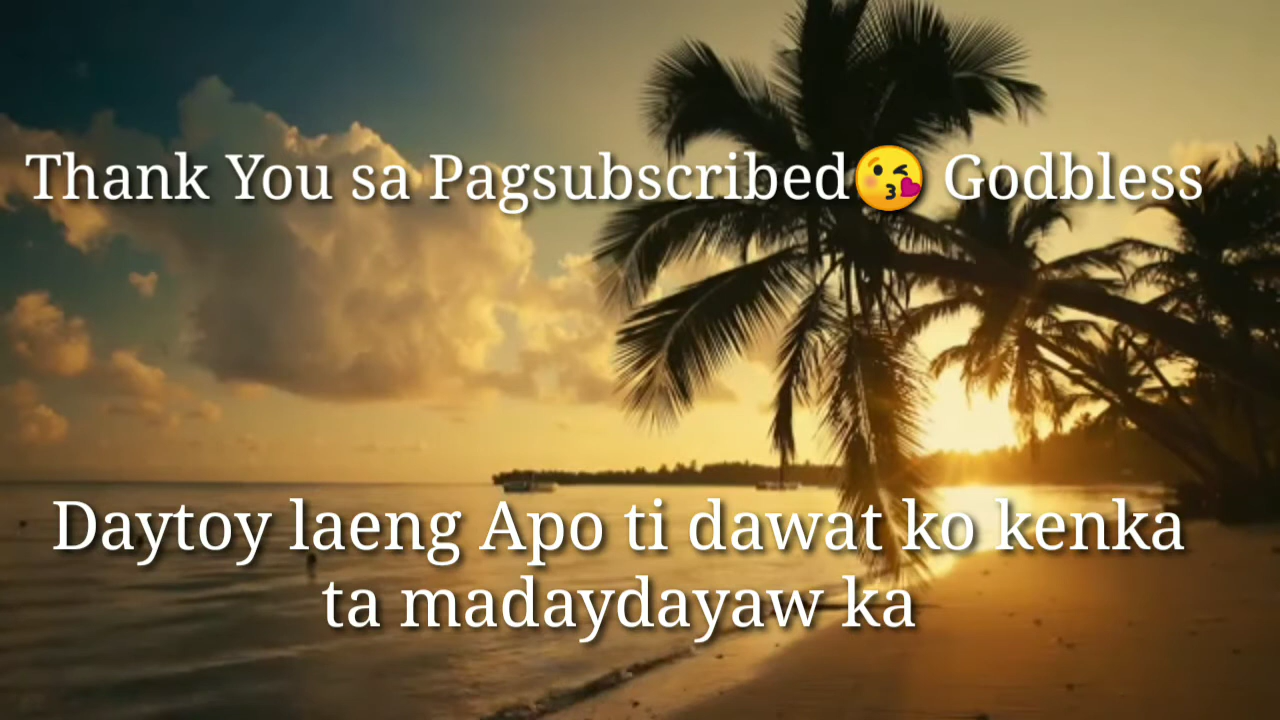 Thank You sa Pagsubscribed😘 Godbless
Daytoy laeng Apo ti dawat ko kenka
ta madaydayaw ka